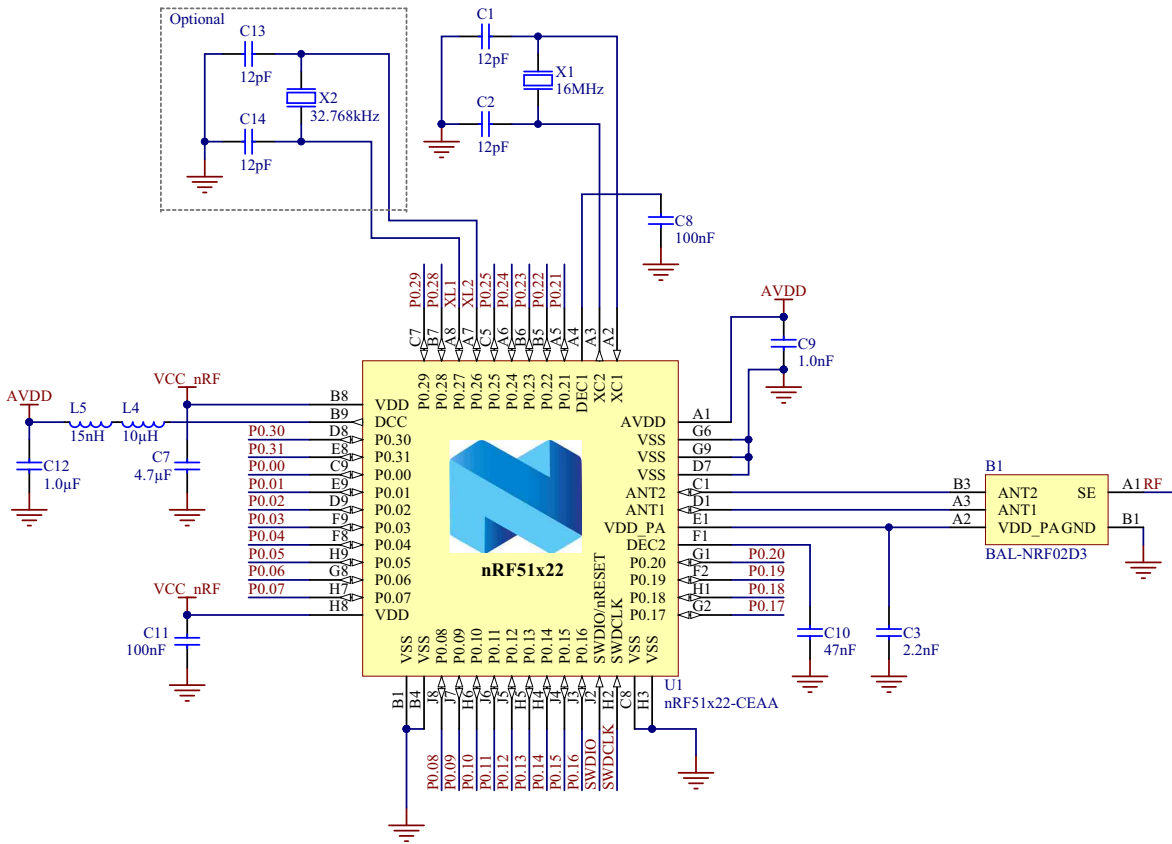 Optional
C13
12pF
X2
32.768kHz
C14
12pF
C1
12pF
X1
16MHz
C2
12pF
C8
100nF
P0.29
P0.28
XL1
XL2
P0.25
P0.24
P0.23
P0.22
P0.21
C7
B7
A8
A7
C5
A6
B6
B5
A5
A4
A3
A2
P0.29
P0.28
P0.27
P0.26
P0.25
P0.24
P0.23
P0.22
P0.21
DEC1
XC2
XC1
AVDD
C9
1.0nF
VCC_nRF
AVDD
L5
15nH
L4
10µH
C12
1.0µF
C7
4.7µF
B8 VDD
B9 DCC
P0.30 D8 P0.30
P0.31 E8 P0.31
P0.00 C9 P0.00
P0.01 E9 P0.01
P0.02 D9 P0.02
P0.03 F9 P0.03
P0.04 F8 P0.04
P0.05 H9 P0.05
P0.06 G8 P0.06
P0.07 H7 P0.07
H8 VDD
VCC_nRF
C11
100nF
nRF51x22
AVDD A1
VSS G6
VSS G9
VSS D7
ANT2 C1
ANT1 D1
VDD_PA E1
DEC2 F1
P0.20 G1 P0.20
P0.19 F2 P0.19
P0.18 H1 P0.18
P0.17 G2 P0.17
B1
B3 ANT2 SE A1 RF
A3 ANT1
A2 VDD_PA GND B1
BAL-NRF02D3
C10
47nF
C3
2.2nF
VSS
VSS
P0.08
P0.09
P0.10
P0.11
P0.12
P0.13
P0.14
P0.15
P0.16
SWDIO/nRESET
SWDCLK
VSS
VSS
U1
nRF51x22-CEAA
B1
B4
J8
J7
H6
J6
J5
H5
H4
J4
J3
J2
H2
C8
H3
P0.08
P0.09
P0.10
P0.11
P0.12
P0.13
P0.14
P0.15
P0.16
SWDIO
SWDCLK